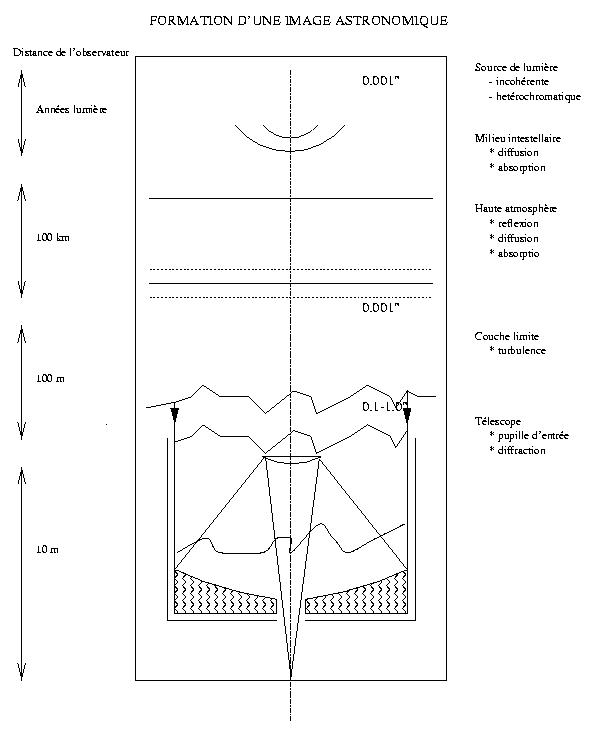 FORMATION D'UNE IMAGE ASTRONOMIQUE
Distance de l'observateur
Années lumière
100 km
100 m
10 m
0.001"
0.001"
0.1-1.0"
Source de lumière
- incohérente
- hetérochromatique
Milieu intestellaire
* diffusion
* absorption
Haute atmosphère
* reflexion
* diffusion
* absorptio
Couche limite
* turbulence
Télescope
* pupille d'entrée
* diffraction